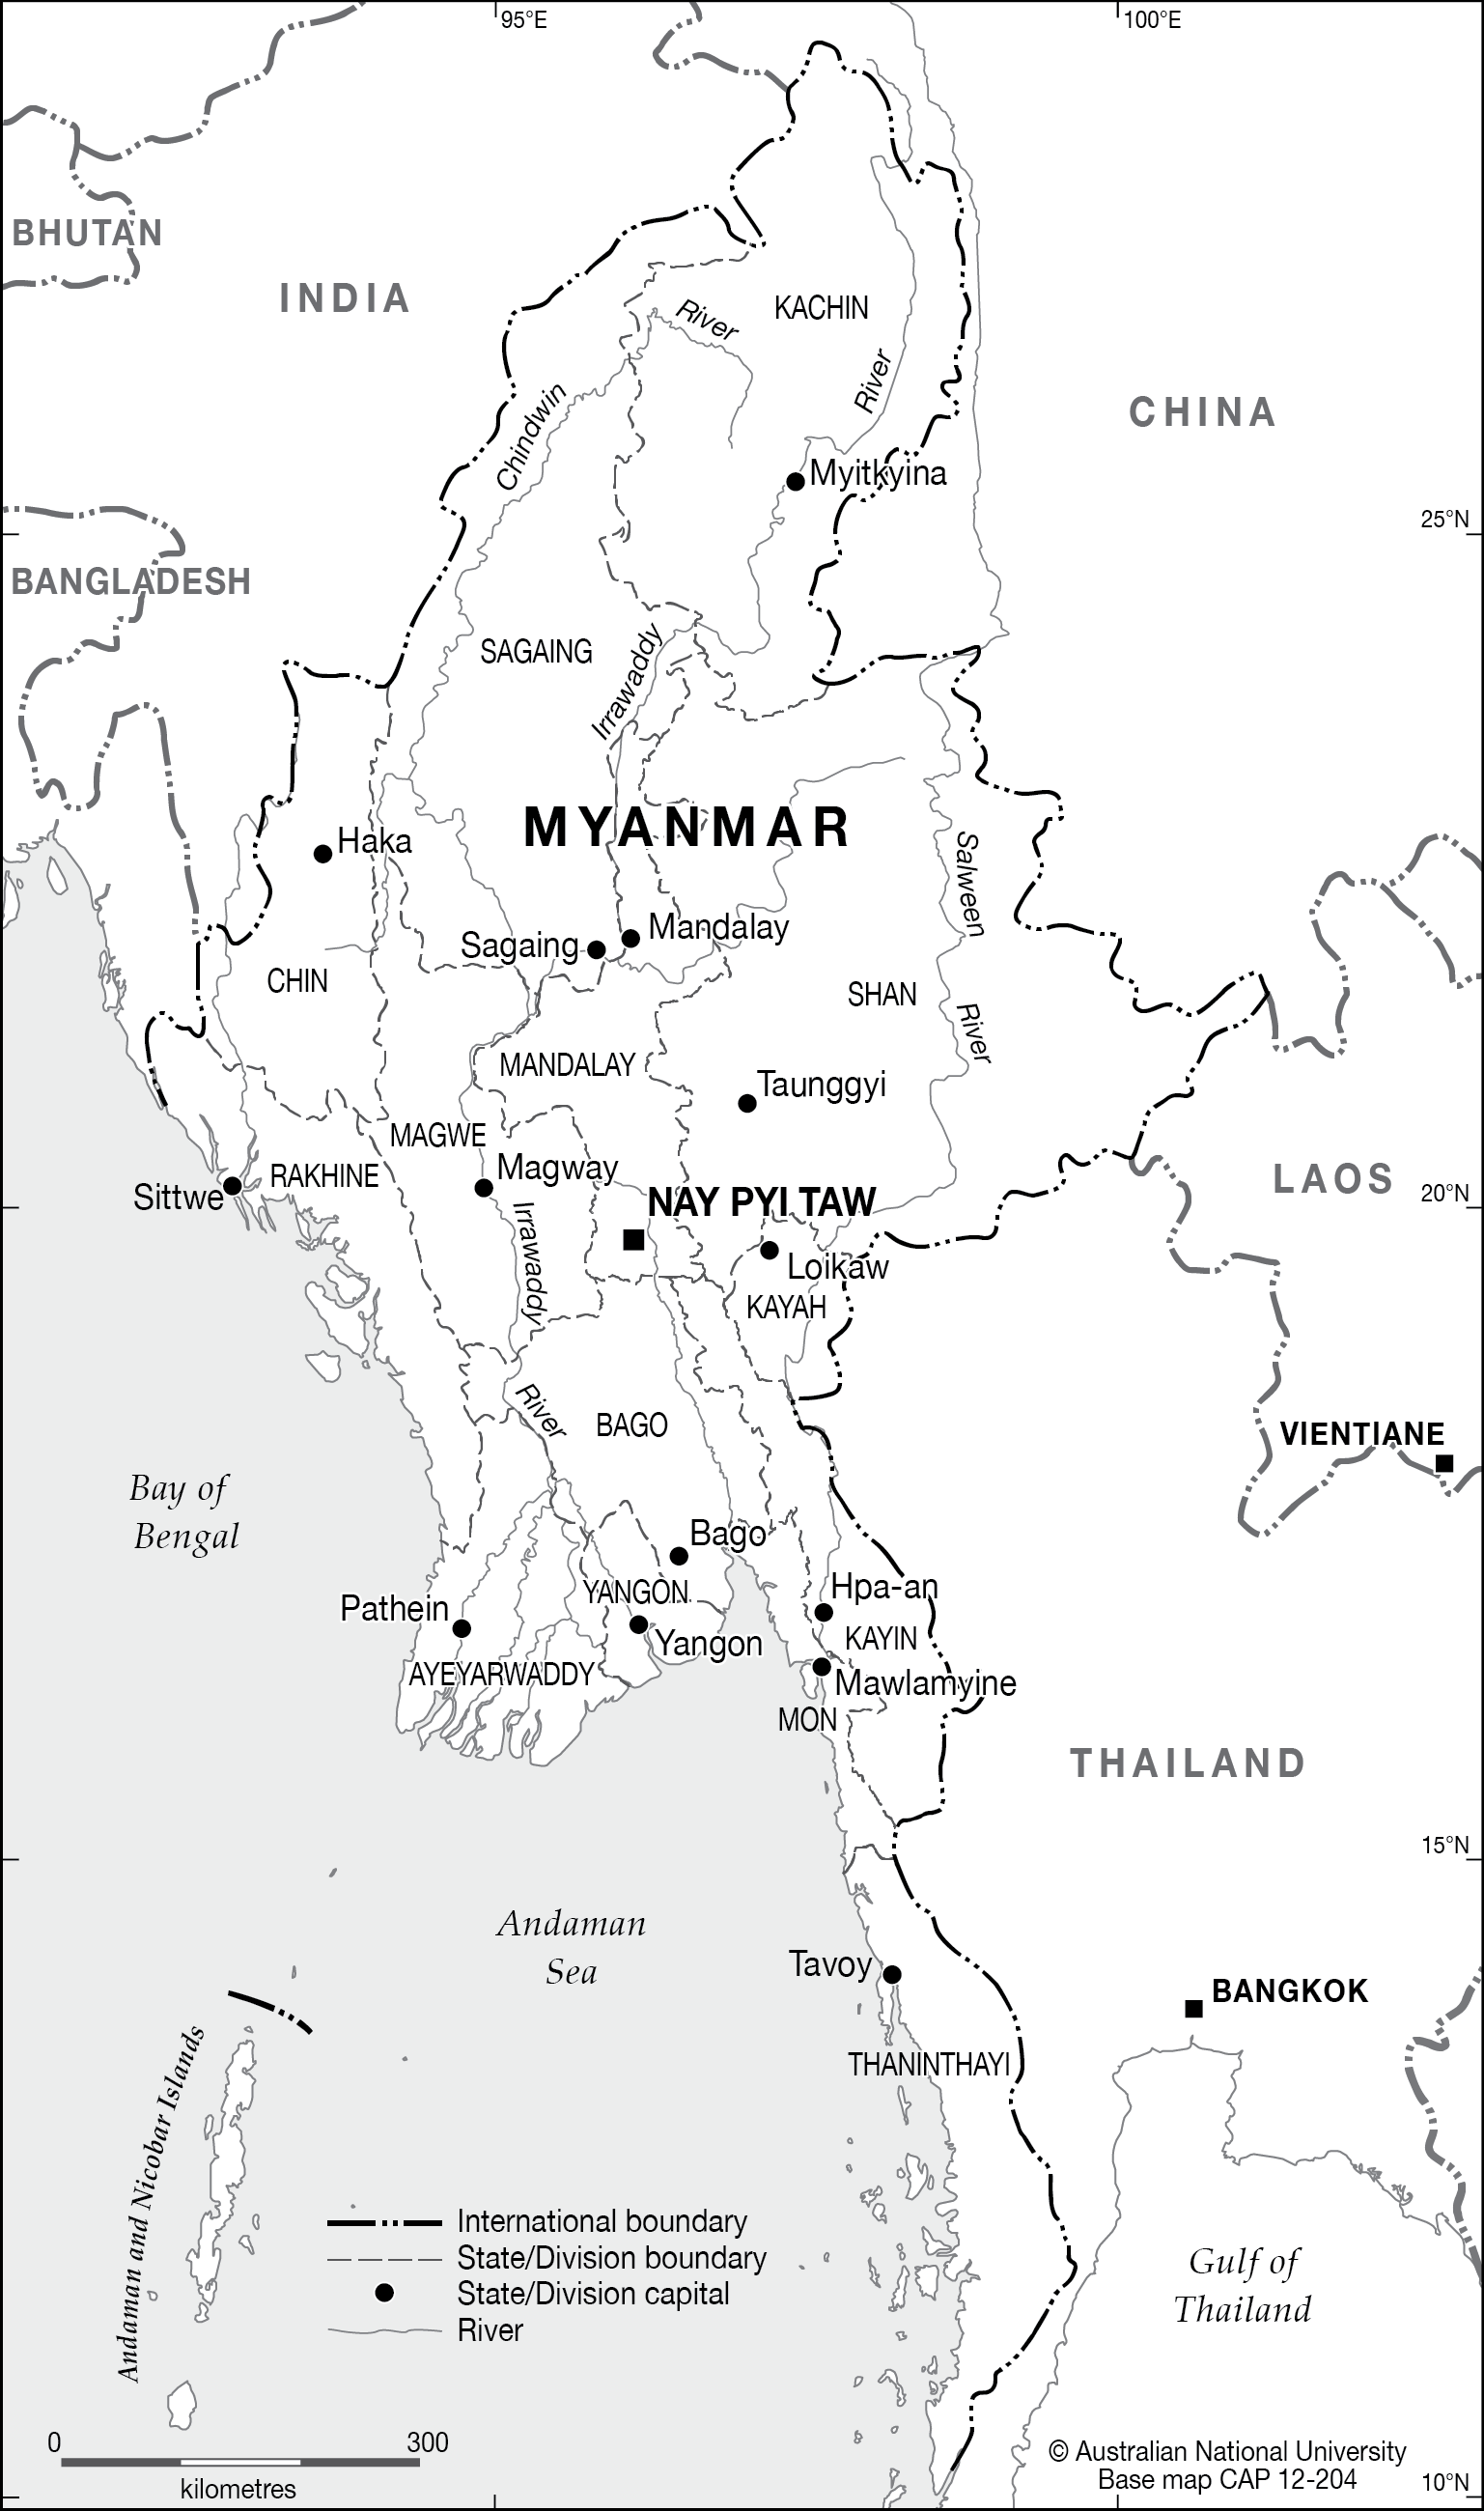 95°E
100°E
BHUTAN
INDIA
KACHIN
River
River
CHINA
Chindwin
Myitkyina
25°N
BANGLADESH
SAGAING
Irrawaddy
MYANMAR
Haka
Salween
Mandalay
Sagaing
CHIN
SHAN
River
MANDALAY
Taunggyi
MAGWE
Magway
RAKHINE
Sittwe
LAOS
20°N
NAY PYI TAW
Irrawaddy
Loikaw
KAYAH
River
BAGO
VIENTIANE
Bay of
Bengal
Bago
Hpa-an
YANGON
Pathein
KAYIN
Yangon
AYEYARWADDY
Mawlamyine
MON
THAILAND
15°N
Andaman
Sea
Tavoy
BANGKOK
THANINTHAYI
Andaman and Nicobar Islands
International boundary
State/Division boundary
State/Division capital
River
Gulf of
Thailand
0 300
kilometres
© Australian National University
Base map CAP 12-204
10°N